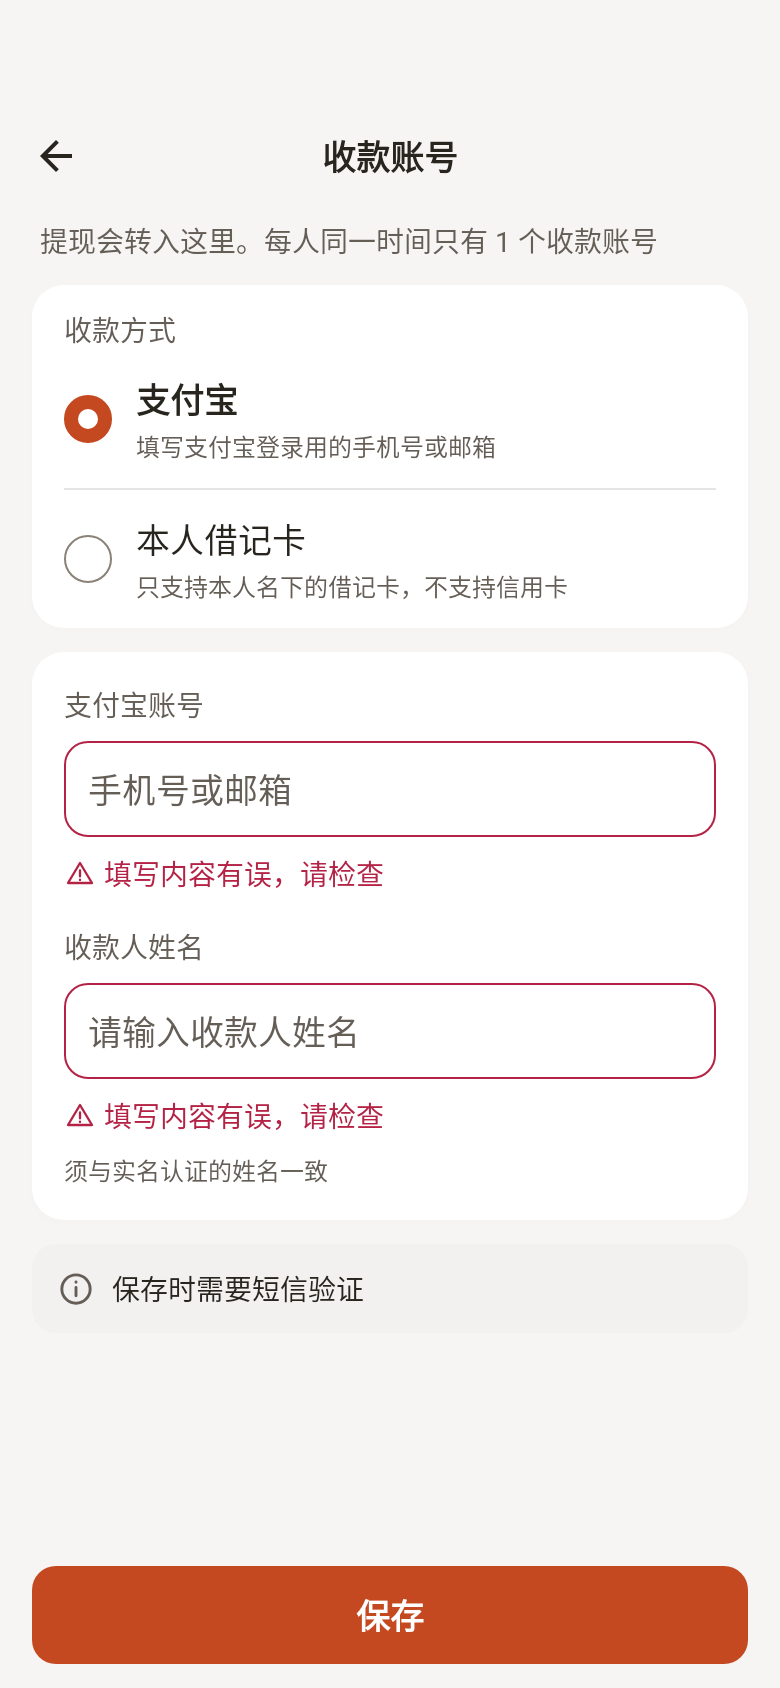 收款账号
提现会转入这里。每人同一时间只有 1 个收款账号
收款方式
支付宝
填写支付宝登录用的手机号或邮箱
本人借记卡
只支持本人名下的借记卡，不支持信用卡
支付宝账号
手机号或邮箱
填写内容有误，请检查
收款人姓名
请输入收款人姓名
填写内容有误，请检查
须与实名认证的姓名一致
保存时需要短信验证
保存